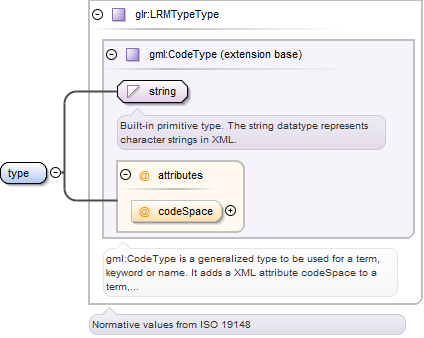 glr:LRMTypeType
gml:CodeType (extension base)
string
Built-in primitive type. The string datatype represents
character strings in XML.
type
@ attributes
@ codeSpace
gml:CodeType is a generalized type to be used for a term,
keyword or name. It adds a XML attribute codeSpace to a
term,...
Normative values from ISO 19148